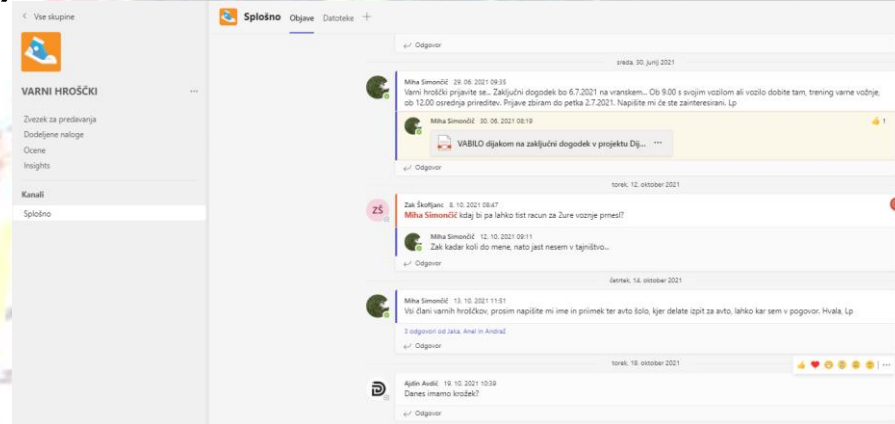 Vse skupine
VARNI HROŠČKI
Zvezek za predavanja
Dodeljene naloge
Ocene
Insights
Kanali
Splošno
Splošno Objave Datoteke
Odgovor
sreda, 30. junij 2021
Miha Simončič 29. 06. 2021 09:35
Varni hroščki prijavite se... Zaključni dogodek bo 6.7.2021 na vranskem... Ob 9.00 s svojim vozilom ali vozilo dobite tam, trening varne vožnje,
ob 12.00 osrednja prireditev. Prijave zbiram do petka 2.7.2021. Napišite mi če ste zainteresirani. Lp
Miha Simončič 30. 06. 2021 08:19
1
VABILO dijakom na zaključni dogodek v projektu Dij...
Odgovor
torek, 12. oktober 2021
ZŠ
Zak Škofljanc 8. 10. 2021 08:47
Miha Simončič kdaj bi pa lahko tist racun za 2ure voznje prnesl?
Miha Simončič 12. 10. 2021 09:11
Zak kadar koli do mene, nato jast nesem v tajništvo...
Odgovor
četrtek, 14. oktober 2021
Miha Simončič 13. 10. 2021 11:51
Vsi člani varnih hroščkov, prosim napišite mi ime in priimek ter avto šolo, kjer delate izpit za avto, lahko kar sem v pogovor. Hvala, Lp
3 odgovori od Jaka, Anel in Andraž
Odgovor
torek, 19. oktober 2021
Ajdin Avdić 19. 10. 2021 10:39
Danes imamo krožek?
Odgovor